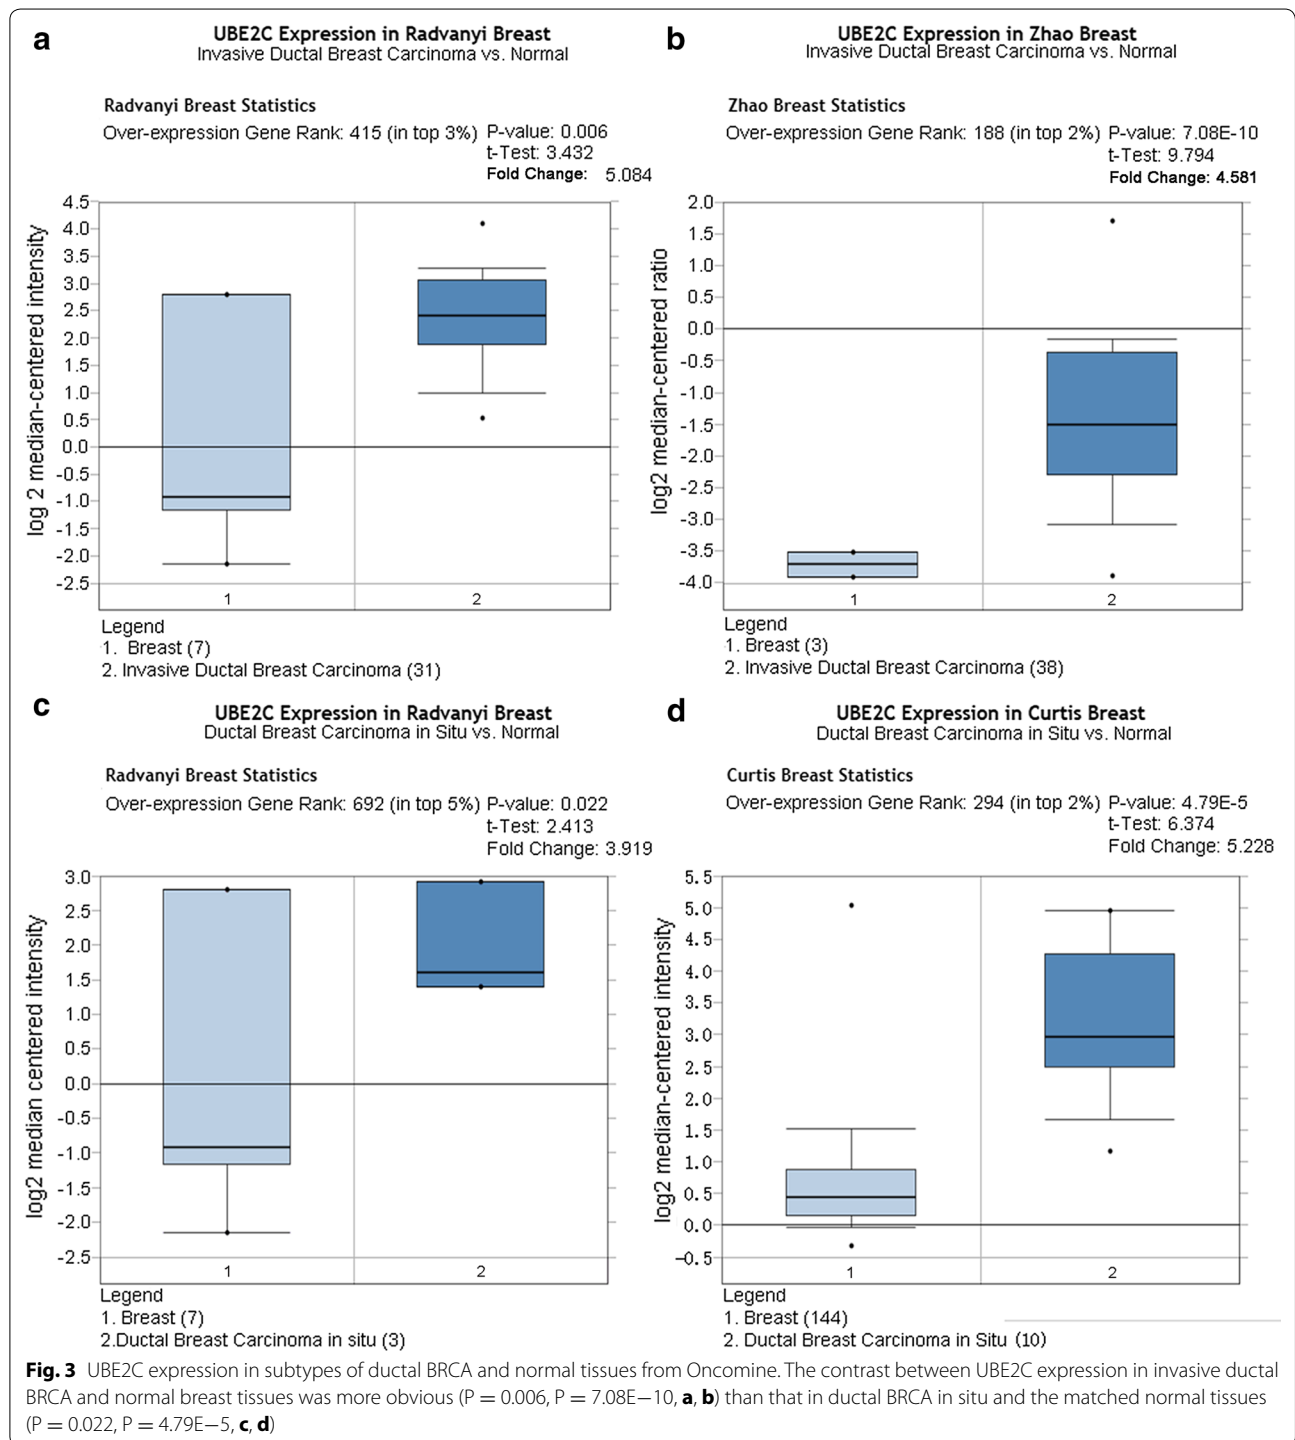 a
UBE2C Expression in Radvanyi Breast
Invasive Ductal Breast Carcinoma vs. Normal
Radvanyi Breast Statistics
Over-expression Gene Rank: 415 (in top 3%) P-value: 0.006
t-Test: 3.432
Fold Change: 5.084
log 2 median-centered intensity
4.5
4.0
3.5
3.0
2.5
2.0
1.5
1.0
0.5
0.0
-0.5
-1.0
-1.5
-2.0
-2.5
1 2
Legend
1. Breast (7)
2. Invasive Ductal Breast Carcinoma (31)
b
UBE2C Expression in Zhao Breast
Invasive Ductal Breast Carcinoma vs. Normal
Zhao Breast Statistics
Over-expression Gene Rank: 188 (in top 2%) P-value: 7.08E-10
t-Test: 9.794
Fold Change: 4.581
log2 median-centered ratio
2.0
1.5
1.0
0.5
0.0
-0.5
-1.0
-1.5
-2.0
-2.5
-3.0
-3.5
-4.0
1 2
Legend
1. Breast (3)
2. Invasive Ductal Breast Carcinoma (38)
c
UBE2C Expression in Radvanyi Breast
Ductal Breast Carcinoma in Situ vs. Normal
Radvanyi Breast Statistics
Over-expression Gene Rank: 692 (in top 5%) P-value: 0.022
t-Test: 2.413
Fold Change: 3.919
log2 median centered intensity
3.0
2.5
2.0
1.5
1.0
0.5
0.0
-0.5
-1.0
-1.5
-2.0
-2.5
1 2
Legend
1. Breast (7)
2.Ductal Breast Carcinoma in situ (3)
d
UBE2C Expression in Curtis Breast
Ductal Breast Carcinoma in Situ vs. Normal
Curtis Breast Statistics
Over-expression Gene Rank: 294 (in top 2%) P-value: 4.79E-5
t-Test: 6.374
Fold Change: 5.228
log2 median-centered intensity
5.5
5.0
4.5
4.0
3.5
3.0
2.5
2.0
1.5
1.0
0.5
0.0
−0.5
1 2
Legend
1. Breast (144)
2. Ductal Breast Carcinoma in Situ (10)
Fig. 3 UBE2C expression in subtypes of ductal BRCA and normal tissues from Oncomine. The contrast between UBE2C expression in invasive ductal
BRCA and normal breast tissues was more obvious (P = 0.006, P = 7.08E−10, a, b) than that in ductal BRCA in situ and the matched normal tissues
(P = 0.022, P = 4.79E−5, c, d)